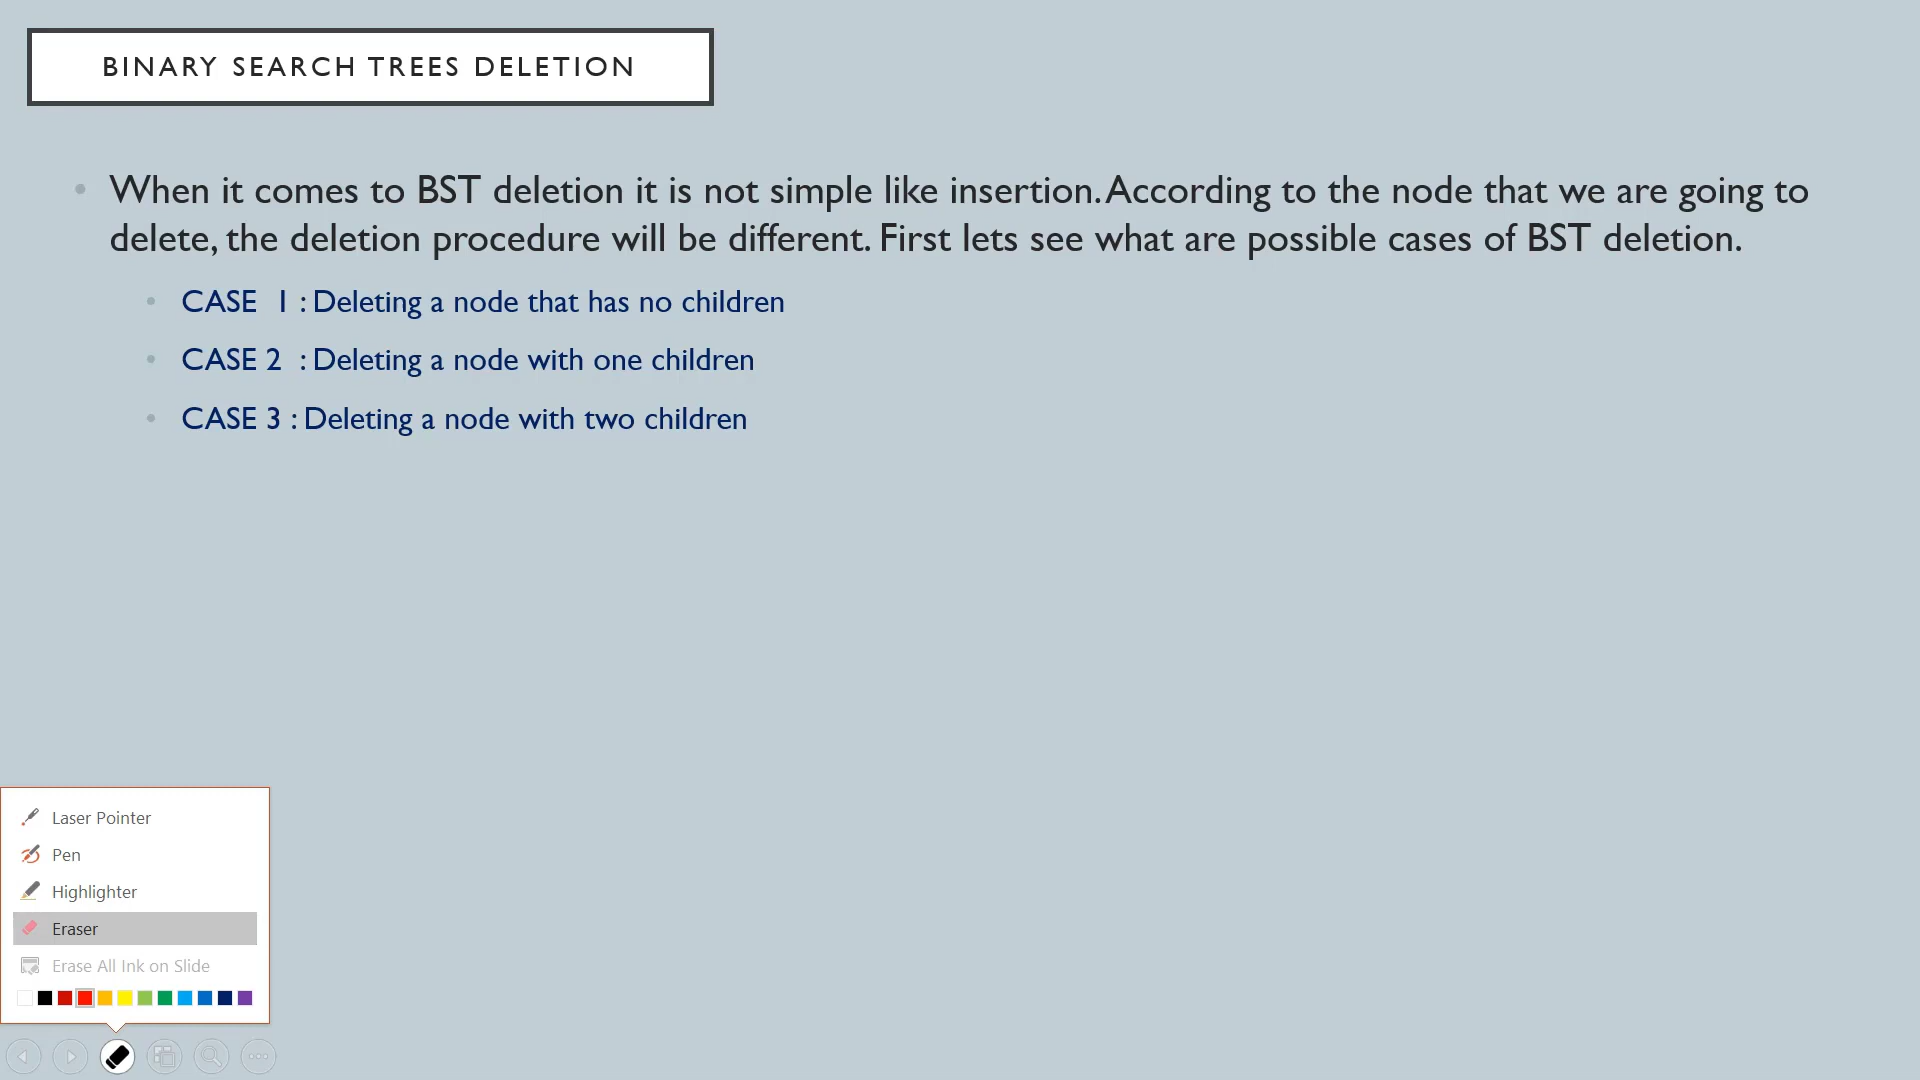 BINARY SEARCH TREES DELETION
• When it comes to BST deletion it is not simple like insertion. According to the node that we are going to
delete, the deletion procedure will be different. First lets see what are possible cases of BST deletion.
• CASE 1 : Deleting a node that has no children
• CASE 2 : Deleting a node with one children
• CASE 3 : Deleting a node with two children
Laser Pointer
Pen
Highlighter
Eraser
Erase All Ink on Slide